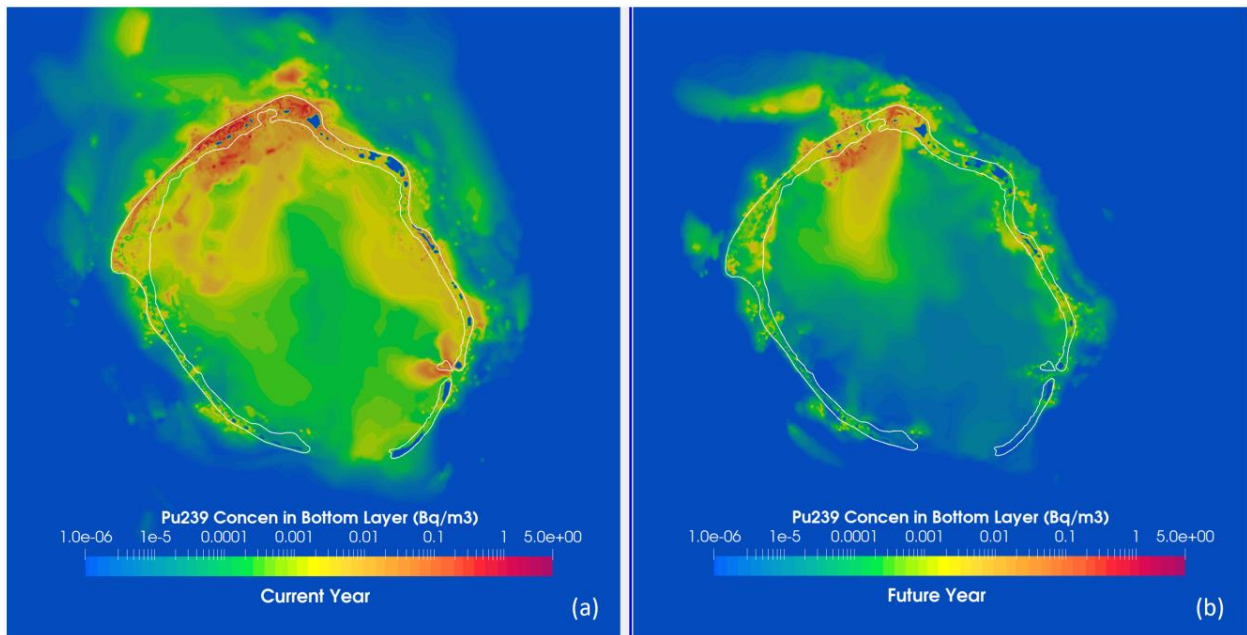 Pu239 Concen in Bottom Layer (Bq/m3)
1.0e-06 1e-5 0.0001 0.001 0.01 0.1 1 5.0e+00
Current Year
(a)
Pu239 Concen in Bottom Layer (Bq/m3)
1.0e-06 1e-5 0.0001 0.001 0.01 0.1 1 5.0e+00
Future Year
(b)